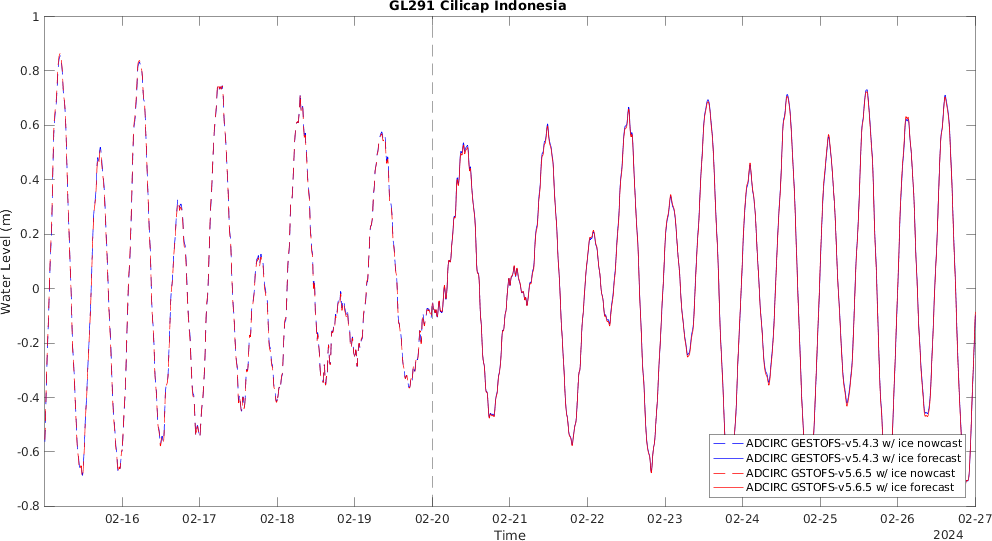 GL291 Cilicap Indonesia
1
0.8
0.6
0.4
0.2
0
-0.2
-0.4
-0.6
-0.8
Water Level (m)
ADCIRC GESTOFS-v5.4.3 w/ ice nowcast
ADCIRC GESTOFS-v5.4.3 w/ ice forecast
ADCIRC GSTOFS-v5.6.5 w/ ice nowcast
ADCIRC GSTOFS-v5.6.5 w/ ice forecast
02-16 02-17 02-18 02-19 02-20 02-21 02-22 02-23 02-24 02-25 02-26 02-27
Time
2024